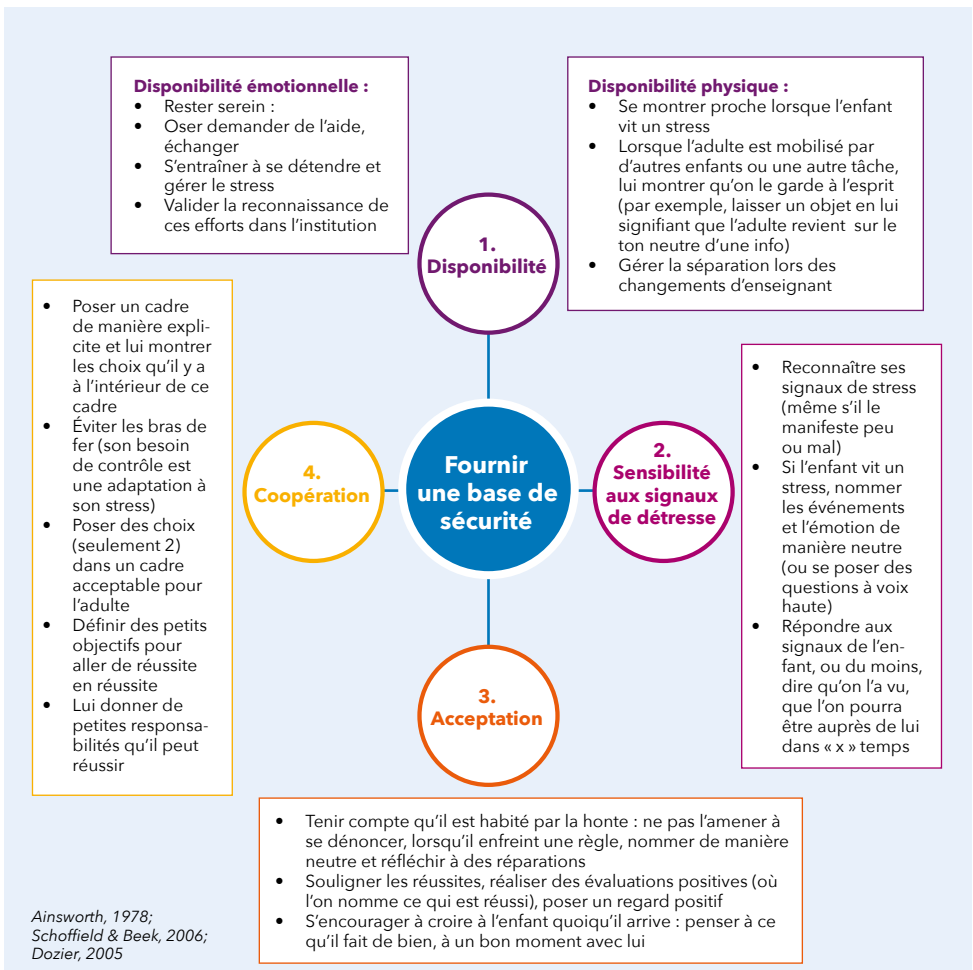 Disponibilité émotionnelle :
• Rester serein :
• Oser demander de l'aide,
échanger
• S'entraîner à se détendre et
gérer le stress
• Valider la reconnaissance de
ces efforts dans l'institution
Disponibilité physique :
• Se montrer proche lorsque l'enfant
vit un stress
• Lorsque l'adulte est mobilisé par
d'autres enfants ou une autre tâche,
lui montrer qu'on le garde à l'esprit
(par exemple, laisser un objet en lui
signifiant que l'adulte revient sur le
ton neutre d'une info)
• Gérer la séparation lors des
changements d'enseignant
1.
Disponibilité
• Poser un cadre
de manière expli-
cite et lui montrer
les choix qu'il y a
à l'intérieur de ce
cadre
• Éviter les bras de
fer (son besoin
de contrôle est
une adaptation à
son stress)
• Poser des choix
(seulement 2)
dans un cadre
acceptable pour
l'adulte
• Définir des petits
objectifs pour
aller de réussite
en réussite
• Lui donner de
petites responsa-
bilités qu'il peut
réussir
4.
Coopération
Fournir
une base de
sécurité
2.
Sensibilité
aux signaux
de détresse
• Reconnaître ses
signaux de stress
(même s'il le
manifeste peu
ou mal)
• Si l'enfant vit un
stress, nommer
les événements
et l'émotion de
manière neutre
(ou se poser des
questions à voix
haute)
• Répondre aux
signaux de l'en-
fant, ou du moins,
dire qu'on l'a vu,
que l'on pourra
être auprès de lui
dans « x » temps
3.
Acceptation
• Tenir compte qu'il est habité par la honte : ne pas l'amener à
se dénoncer, lorsqu'il enfreint une règle, nommer de manière
neutre et réfléchir à des réparations
• Souligner les réussites, réaliser des évaluations positives (où
l'on nomme ce qui est réussi), poser un regard positif
• S'encourager à croire à l'enfant quoiqu'il arrive : penser à ce
qu'il fait de bien, à un bon moment avec lui
Ainsworth, 1978;
Schoffield & Beek, 2006;
Dozier, 2005